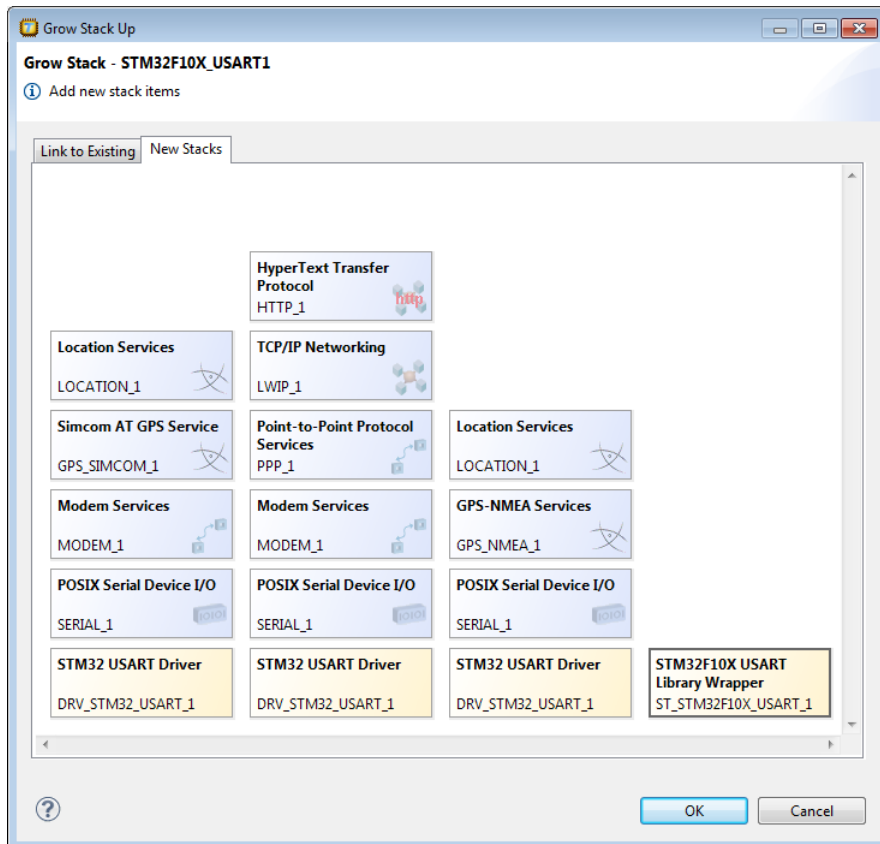 Grow Stack Up
Grow Stack - STM32F10X_USART1
Add new stack items
Link to Existing
New Stacks
HyperText Transfer
Protocol
HTTP_1
http
Location Services
LOCATION_1
TCP/IP Networking
LWIP_1
Simcom AT GPS Service
GPS_SIMCOM_1
Point-to-Point Protocol
Services
PPP_1
Location Services
LOCATION_1
Modem Services
MODEM_1
Modem Services
MODEM_1
GPS-NMEA Services
GPS_NMEA_1
POSIX Serial Device I/O
SERIAL_1
POSIX Serial Device I/O
SERIAL_1
POSIX Serial Device I/O
SERIAL_1
STM32 USART Driver
DRV_STM32_USART_1
STM32 USART Driver
DRV_STM32_USART_1
STM32 USART Driver
DRV_STM32_USART_1
STM32F10X USART
Library Wrapper
ST_STM32F10X_USART_1
?
OK
Cancel